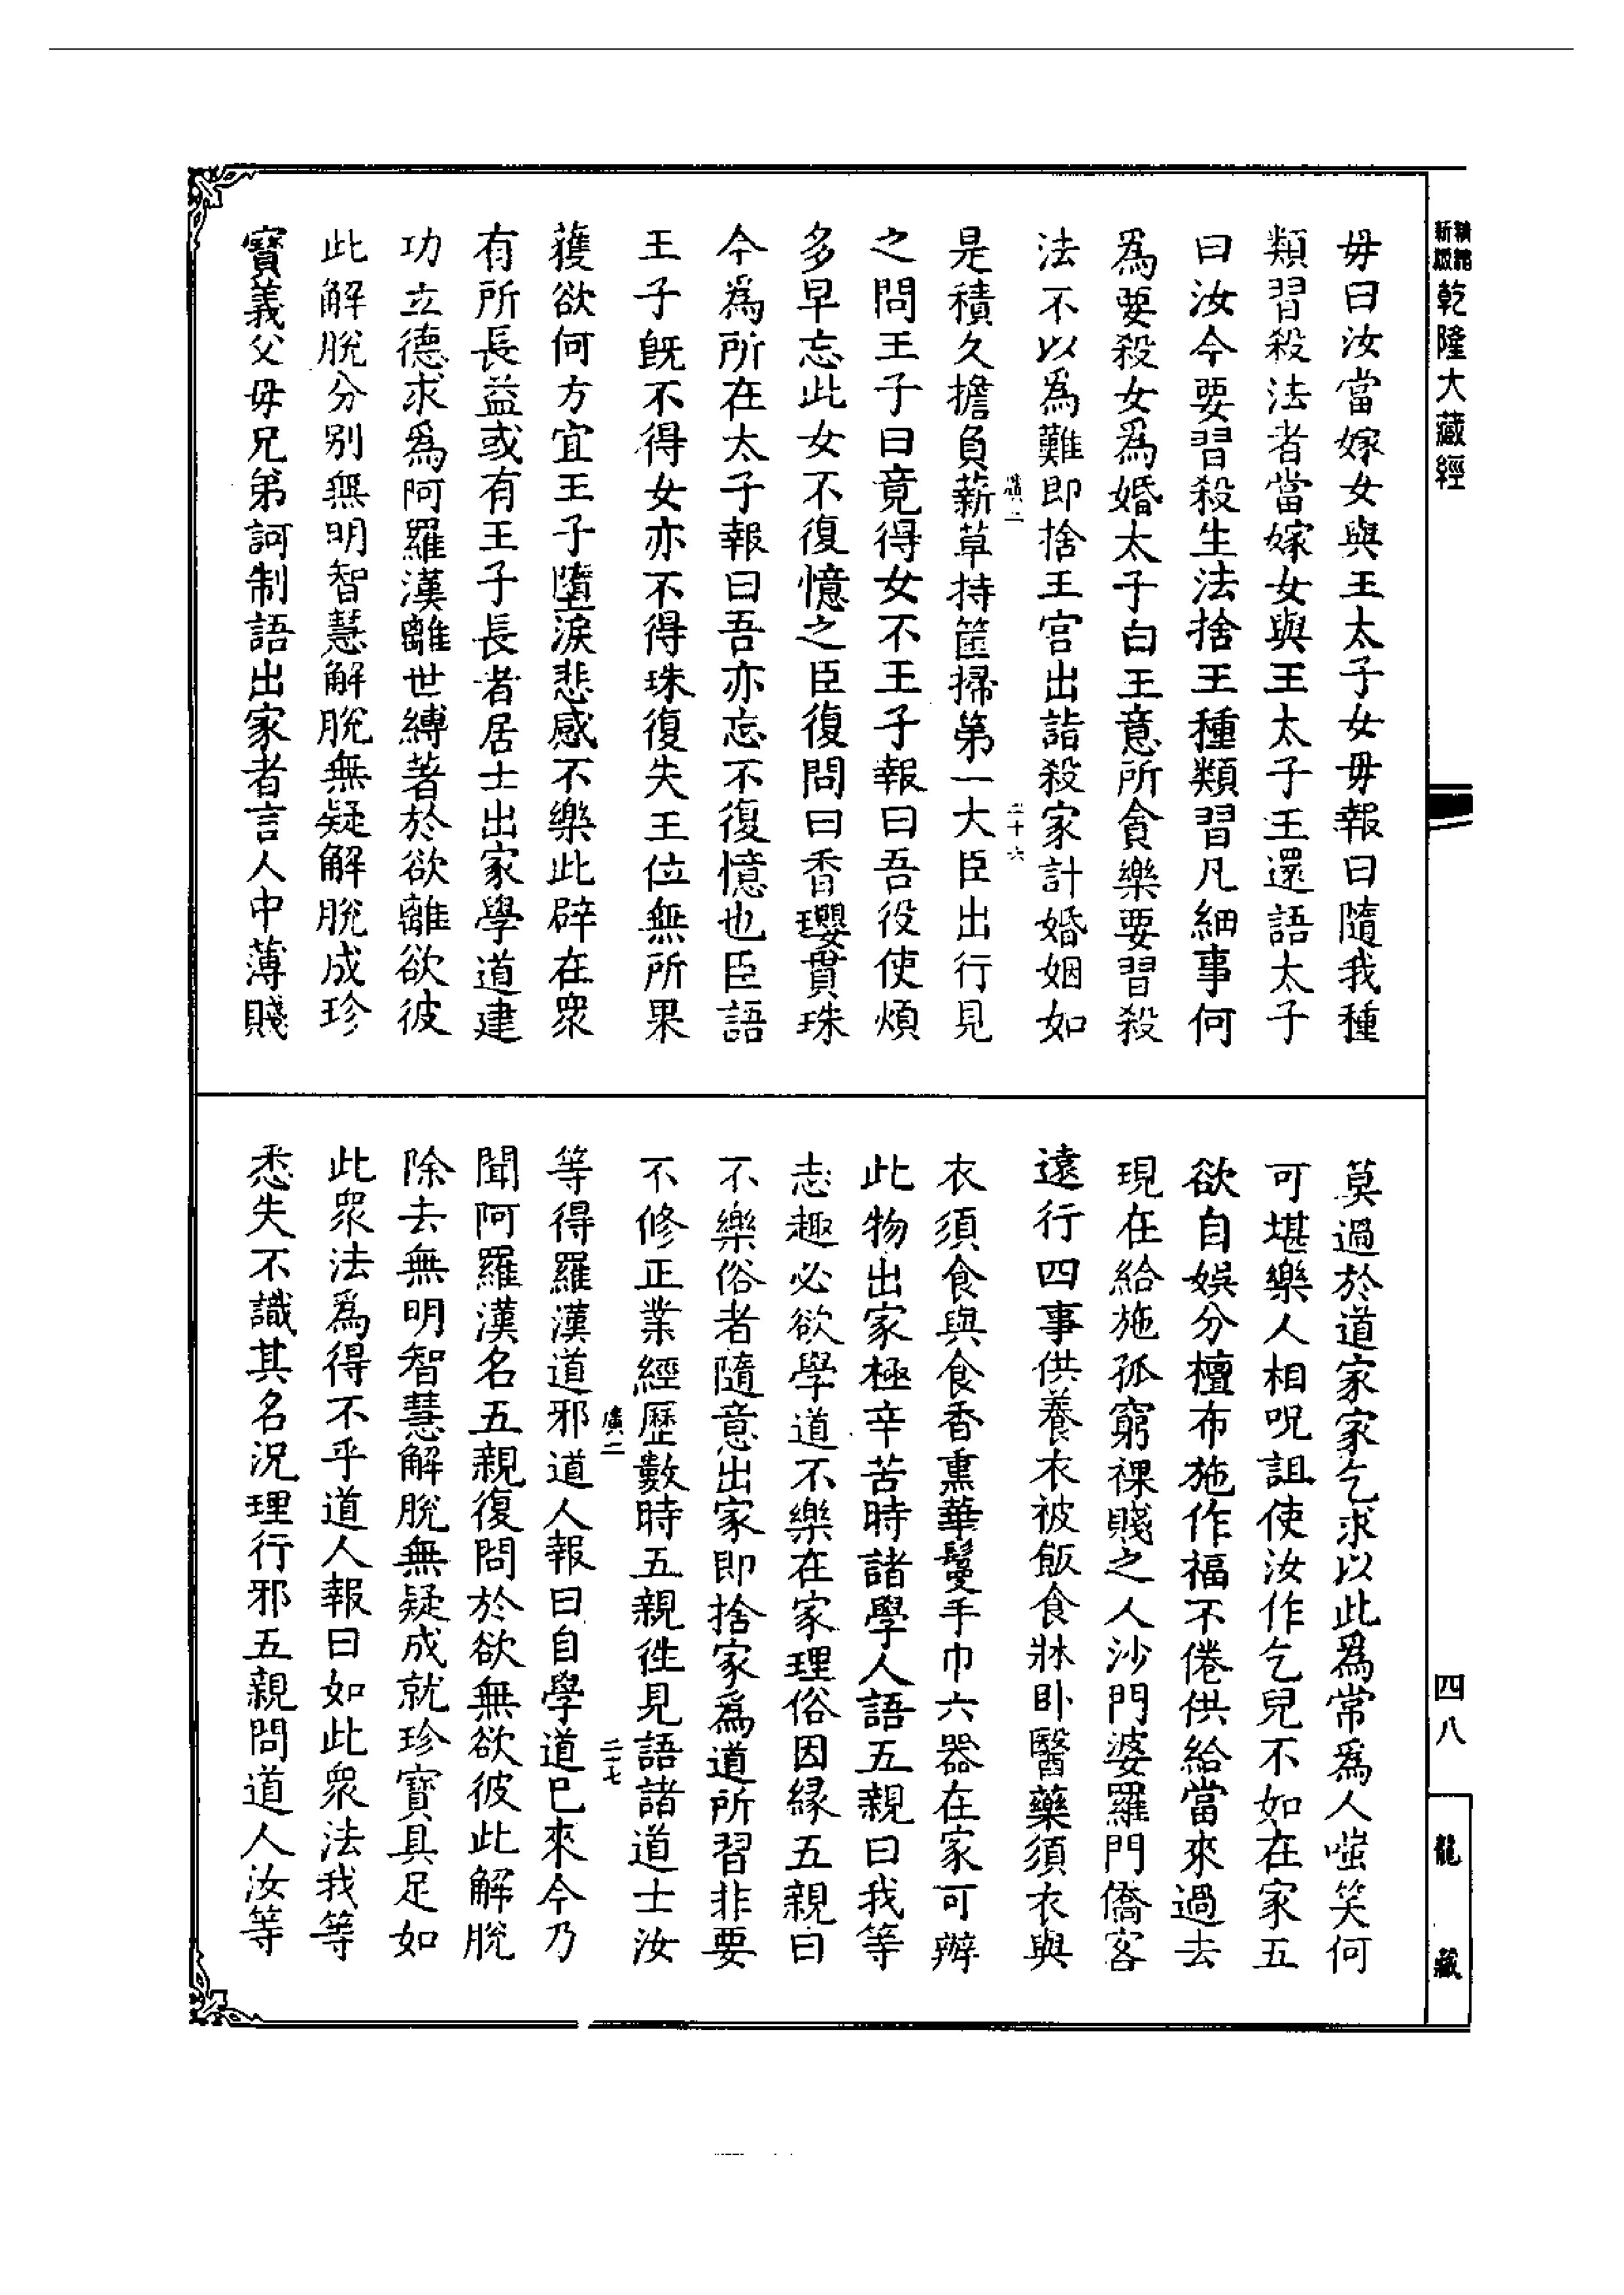 精縮
新版
乾隆大藏經
毋曰汝當嫁女與王太子女毋報曰隨我種
類習殺法者當嫁女與王太子王還語太子
曰汝今要習殺生法捨王種類習凡細事何
為要殺女為婚太子白王意所貪樂要習殺
法不以為難即捨王宮出詣殺家計婚姻如
廣二
二十六
是積久擔負薪草持筐掃第一大臣出行見
之問王子曰竟得女不王子報曰吾役使煩
多早忘此女不復憶之臣復問曰香瓔貫珠
今為所在太子報曰吾亦忘不復憶也臣語
王子既不得女亦不得珠復失王位無所果
獲欲何方宜王子墮淚悲感不樂此辟在衆
有所長益或有王子長者居士出家學道建
功立德求為阿羅漢離世縛著於欲離欲彼
此解脫分別無明智慧解脫無疑解脫成珍
寶義父毋兄弟訶制語出家者言人中薄賤
莫過於道家家乞求以此為常為人嗤笑何
可堪樂人相呪詛使汝作乞兒不如在家五
欲自娛分檀布施作福不倦供給當來過去
現在給施孤窮裸賤之人沙門婆羅門僑客
遠行四事供養衣被飯食牀臥醫藥須衣與
衣須食與食香熏華鬘手巾六器在家可辦
此物出家極辛苦時諸學人語五親曰我等
志趣必欲學道不樂在家理俗因緣五親白
不樂俗者隨意出家即捨家為道所習非要
不修正業經歷數時五親徃見語諸道士汝
廣二
二十七
等得羅漢道邪道人報曰自學道已來今乃
聞阿羅漢名五親復問於欲無欲彼此解脫
除去無明智慧解脫無疑成就珍寶具足如
此衆法為得不乎道人報曰如此衆法我等
悉失不識其名況理行邪五親問道人汝等
四八
龍藏